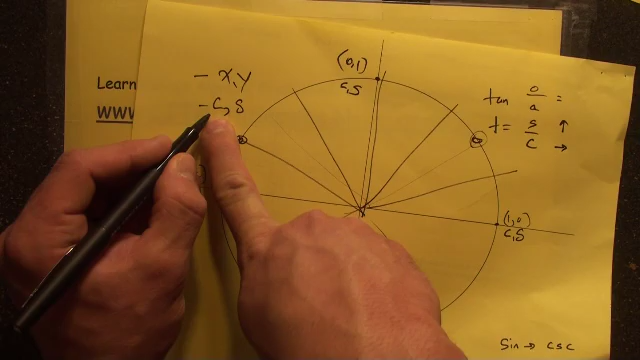 (0,1)
c,s
- x,y
- c,s
Learn
WWW
tan o/a =
t = s/c ↑ →
(1,0)
c,s
Sin → csc